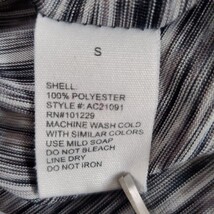 S
SHELL:
100% POLYESTER
STYLE #: AC21091
RN#101229
MACHINE WASH COLD
WITH SIMILAR COLORS
USE MILD SOAP
DO NOT BLEACH
LINE DRY
DO NOT IRON